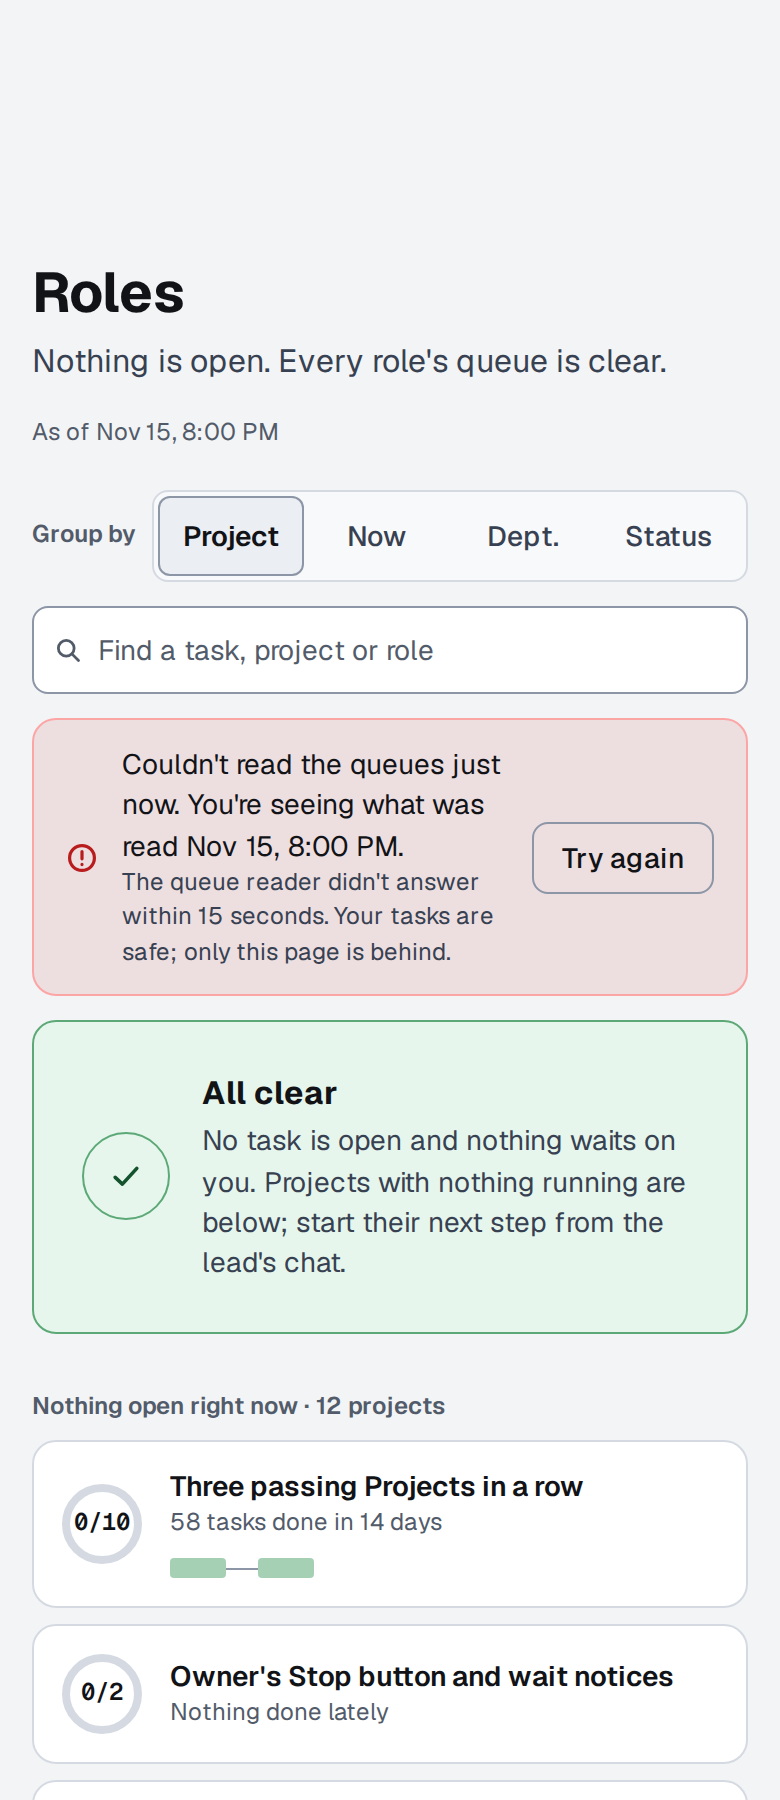 Roles
Nothing is open. Every role's queue is clear.
As of Nov 15, 8:00 PM
Group by
Project
Now
Dept.
Status
Find a task, project or role
Couldn't read the queues just
now. You're seeing what was
read Nov 15, 8:00 PM.
The queue reader didn't answer
within 15 seconds. Your tasks are
safe; only this page is behind.
Try again
All clear
No task is open and nothing waits on
you. Projects with nothing running are
below; start their next step from the
lead's chat.
Nothing open right now · 12 projects
0/10
Three passing Projects in a row
58 tasks done in 14 days
0/2
Owner's Stop button and wait notices
Nothing done lately